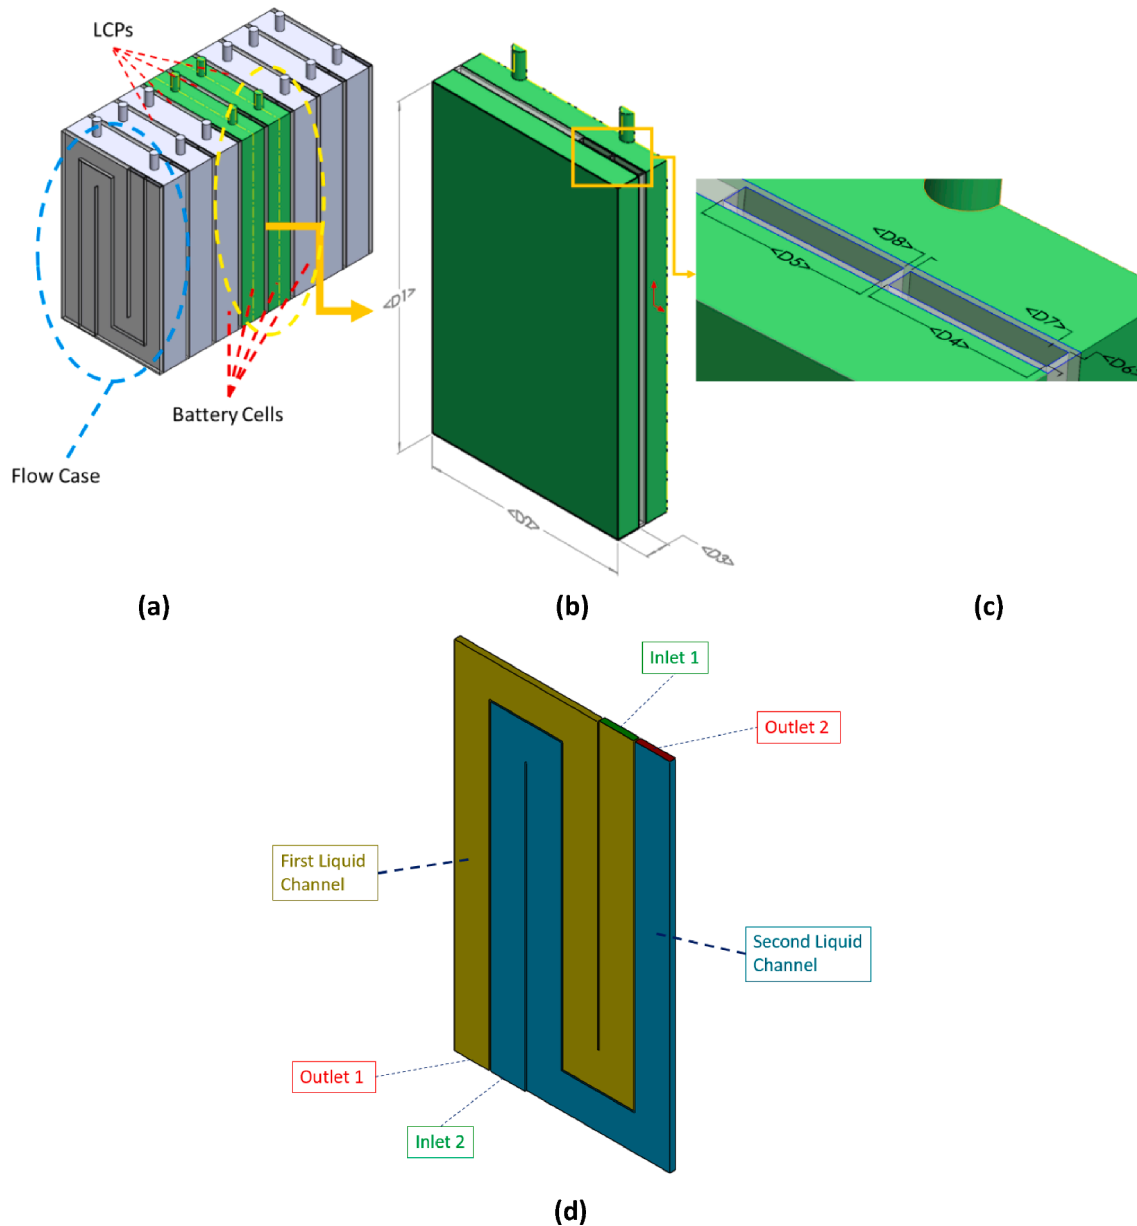 LCPs
Battery Cells
Flow Case
(a)
<D1>
<D2>
<D3>
(b)
<D8>
<D5>
<D7>
<D4>
<D6>
(c)
Inlet 1
Outlet 2
First Liquid
Channel
Second Liquid
Channel
Outlet 1
Inlet 2
(d)